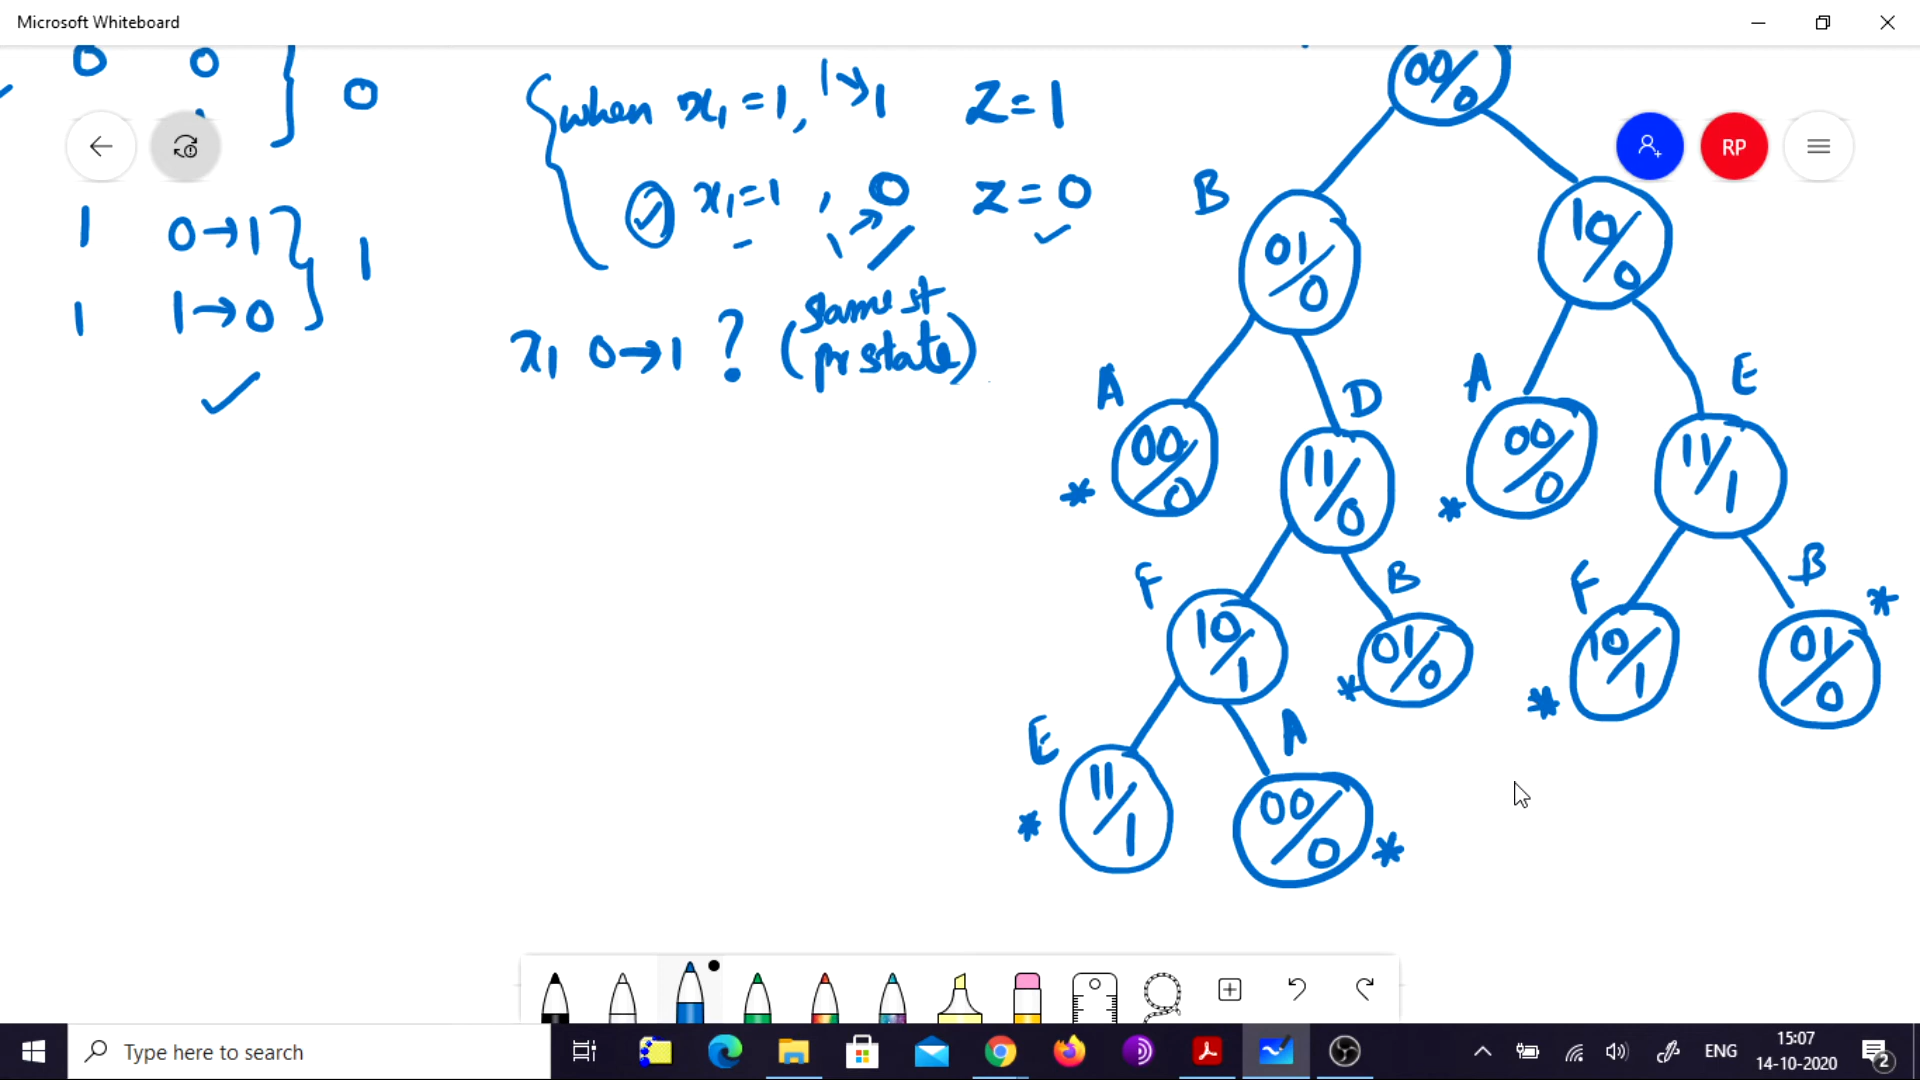 Microsoft Whiteboard
0 0 } 0
1 0→1 } 1
1 1→0
{ when x₁ = 1, 1→1 z = 1
x₁ = 1 , 1→0 z = 0
x₁ 0→1 ? (same st
pr state)
RP
00/0
B
01/0
10/0
A
00/0
D
11/0
A
00/0
E
11/1
*
*
F
10/1
B
01/0
F
10/1
B
01/0
*
*
*
E
11/1
A
00/0
*
*
Type here to search
ENG
15:07
14-10-2020
2